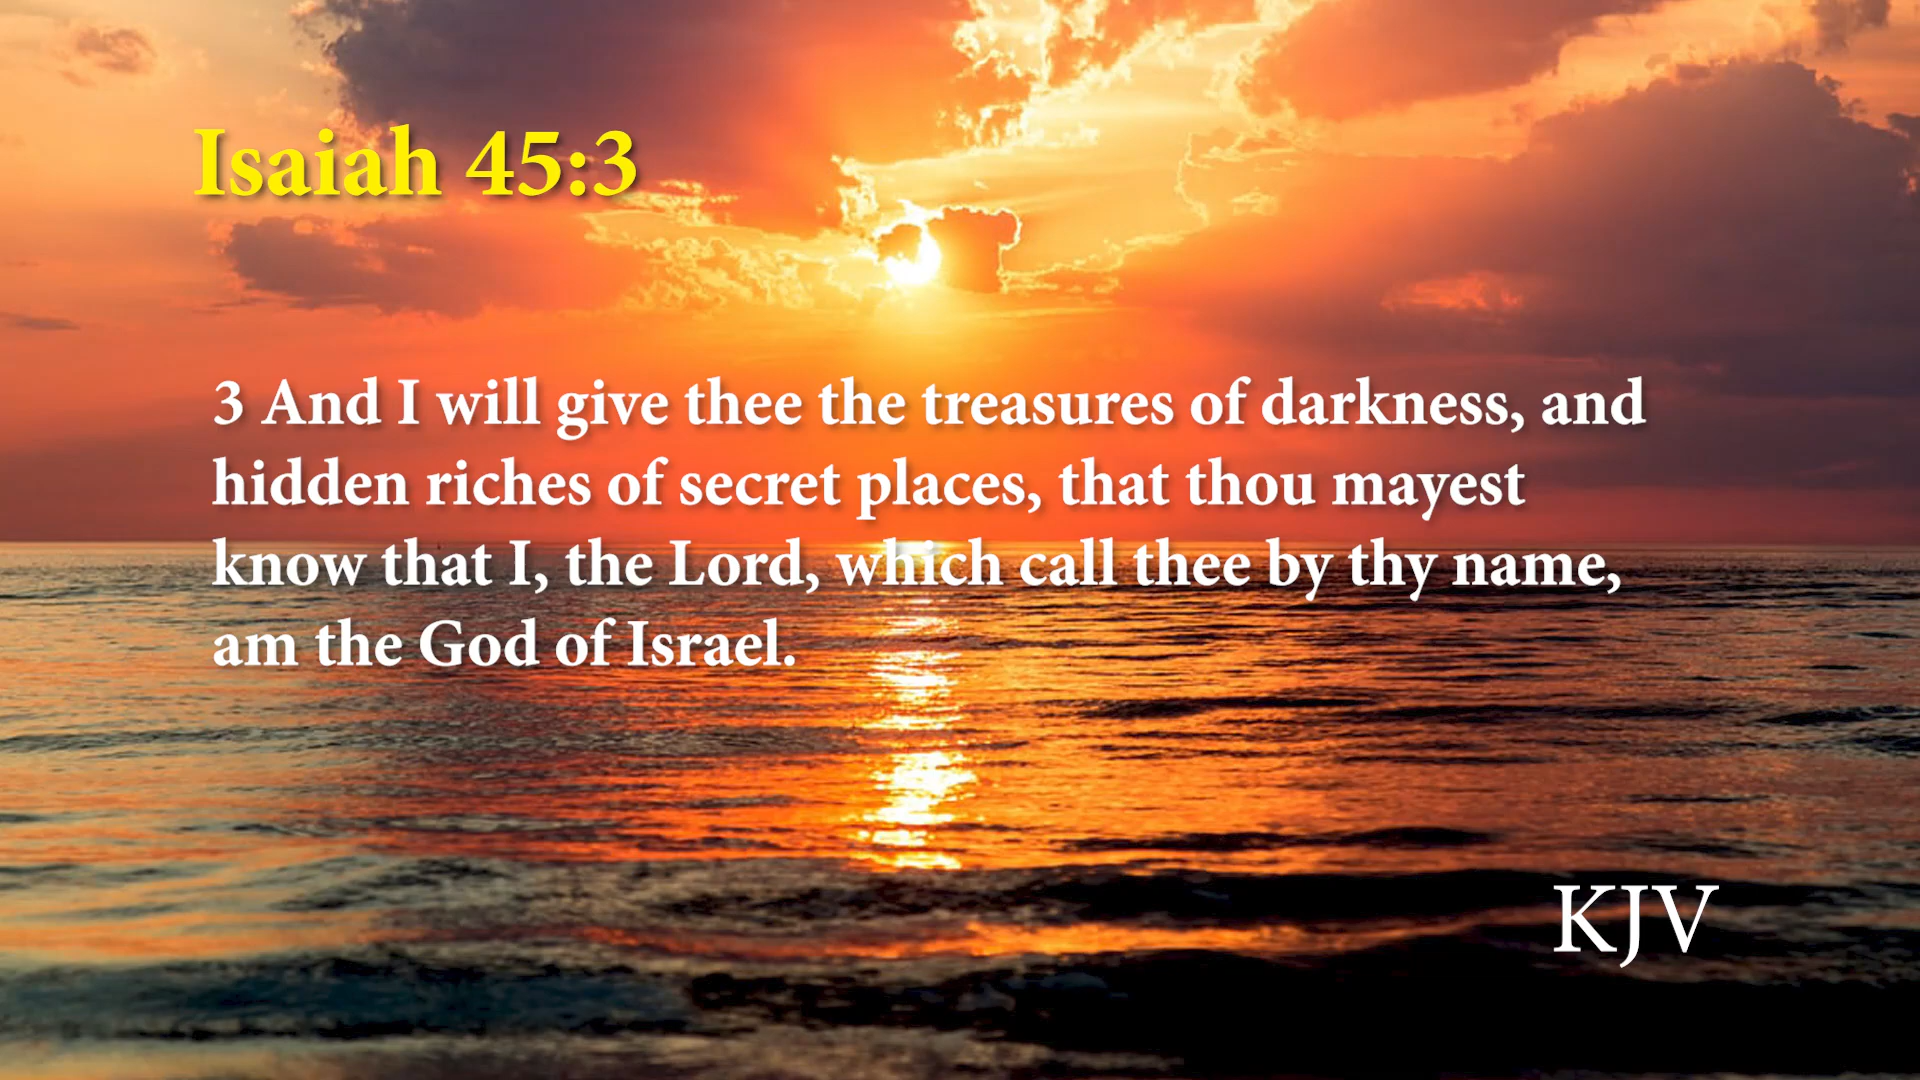 Isaiah 45:3
3 And I will give thee the treasures of darkness, and
hidden riches of secret places, that thou mayest
know that I, the Lord, which call thee by thy name,
am the God of Israel.
KJV